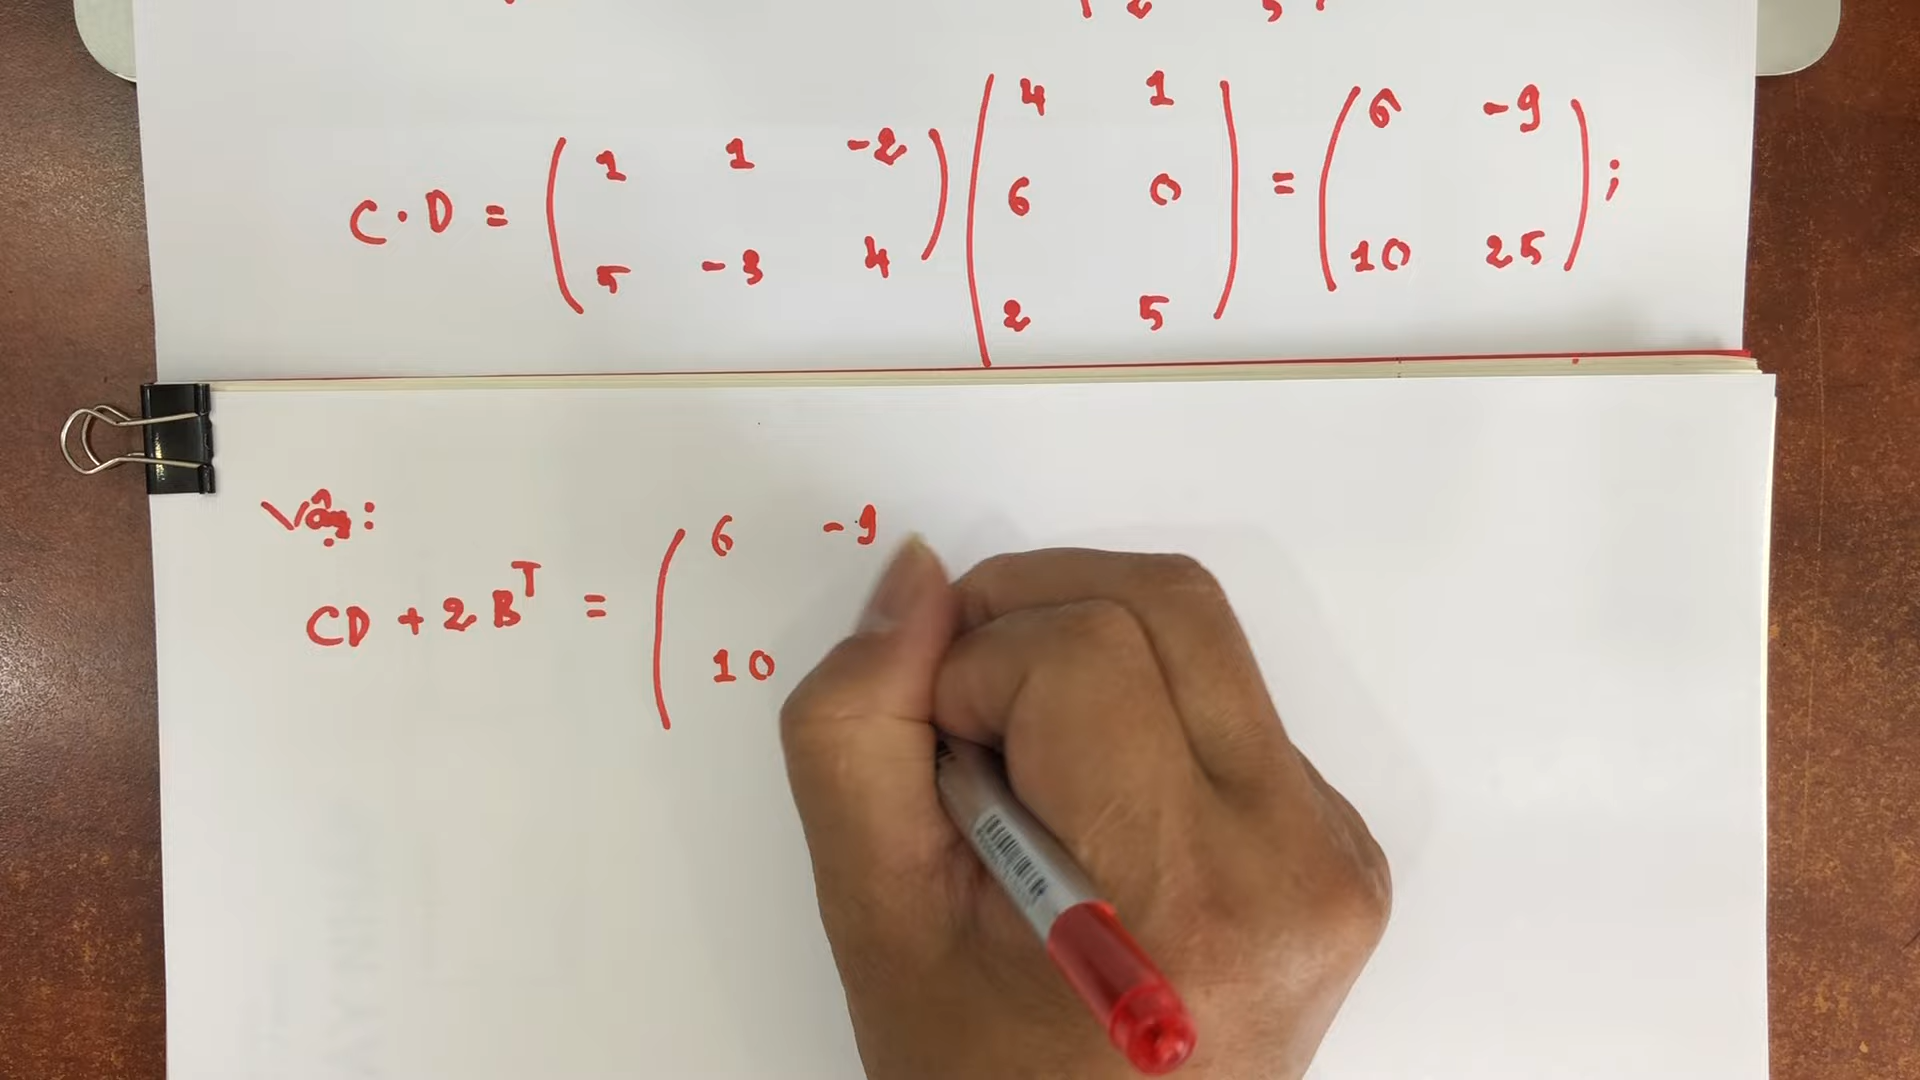 C · D = ( 1 1 -2 ) ( 4 1 ) = ( 6 -9 ) ;
( 5 -3 4 ) ( 6 0 ) ( 10 25 )
( 2 5 )
Vậy:
CD + 2B^T = ( 6 -9
10